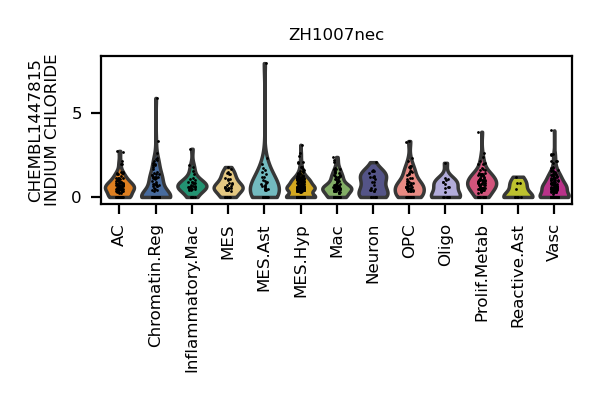 ZH1007nec
CHEMBL1447815
INDIUM CHLORIDE
5
0
AC
Chromatin.Reg
Inflammatory.Mac
MES
MES.Ast
MES.Hyp
Mac
Neuron
OPC
Oligo
Prolif.Metab
Reactive.Ast
Vasc